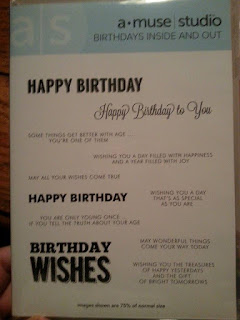 a|s
a•muse|studio
BIRTHDAYS INSIDE AND OUT
HAPPY BIRTHDAY
Happy Birthday to You
SOME THINGS GET BETTER WITH AGE ...
YOU'RE ONE OF THEM
WISHING YOU A DAY FILLED WITH HAPPINESS
AND A YEAR FILLED WITH JOY
MAY ALL YOUR WISHES COME TRUE
HAPPY BIRTHDAY
WISHING YOU A DAY
THAT'S AS SPECIAL
AS YOU ARE
YOU ARE ONLY YOUNG ONCE ...
IF YOU TELL THE TRUTH ABOUT YOUR AGE
BIRTHDAY
WISHES
MAY WONDERFUL THINGS
COME YOUR WAY TODAY
WISHING YOU THE TREASURES
OF HAPPY YESTERDAYS
AND THE GIFT
OF BRIGHT TOMORROWS
images shown are 75% of normal size